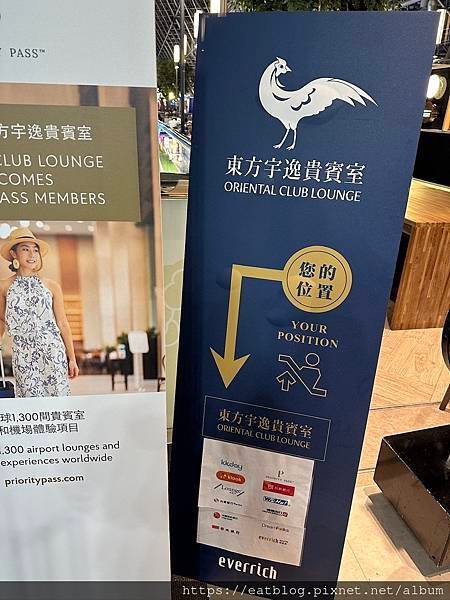 PASS™
方宇逸貴賓室
CLUB LOUNGE
COMES
ASS MEMBERS
球1,300間貴賓室
和機場體驗項目
,300 airport lounges and
experiences worldwide
prioritypass.com
東方宇逸貴賓室
ORIENTAL CLUB LOUNGE
您的
位置
YOUR
POSITION
東方宇逸貴賓室
ORIENTAL CLUB LOUNGE
kkday
klook
DreamFolks
everrich
https://eatblog.pixnet.net/album